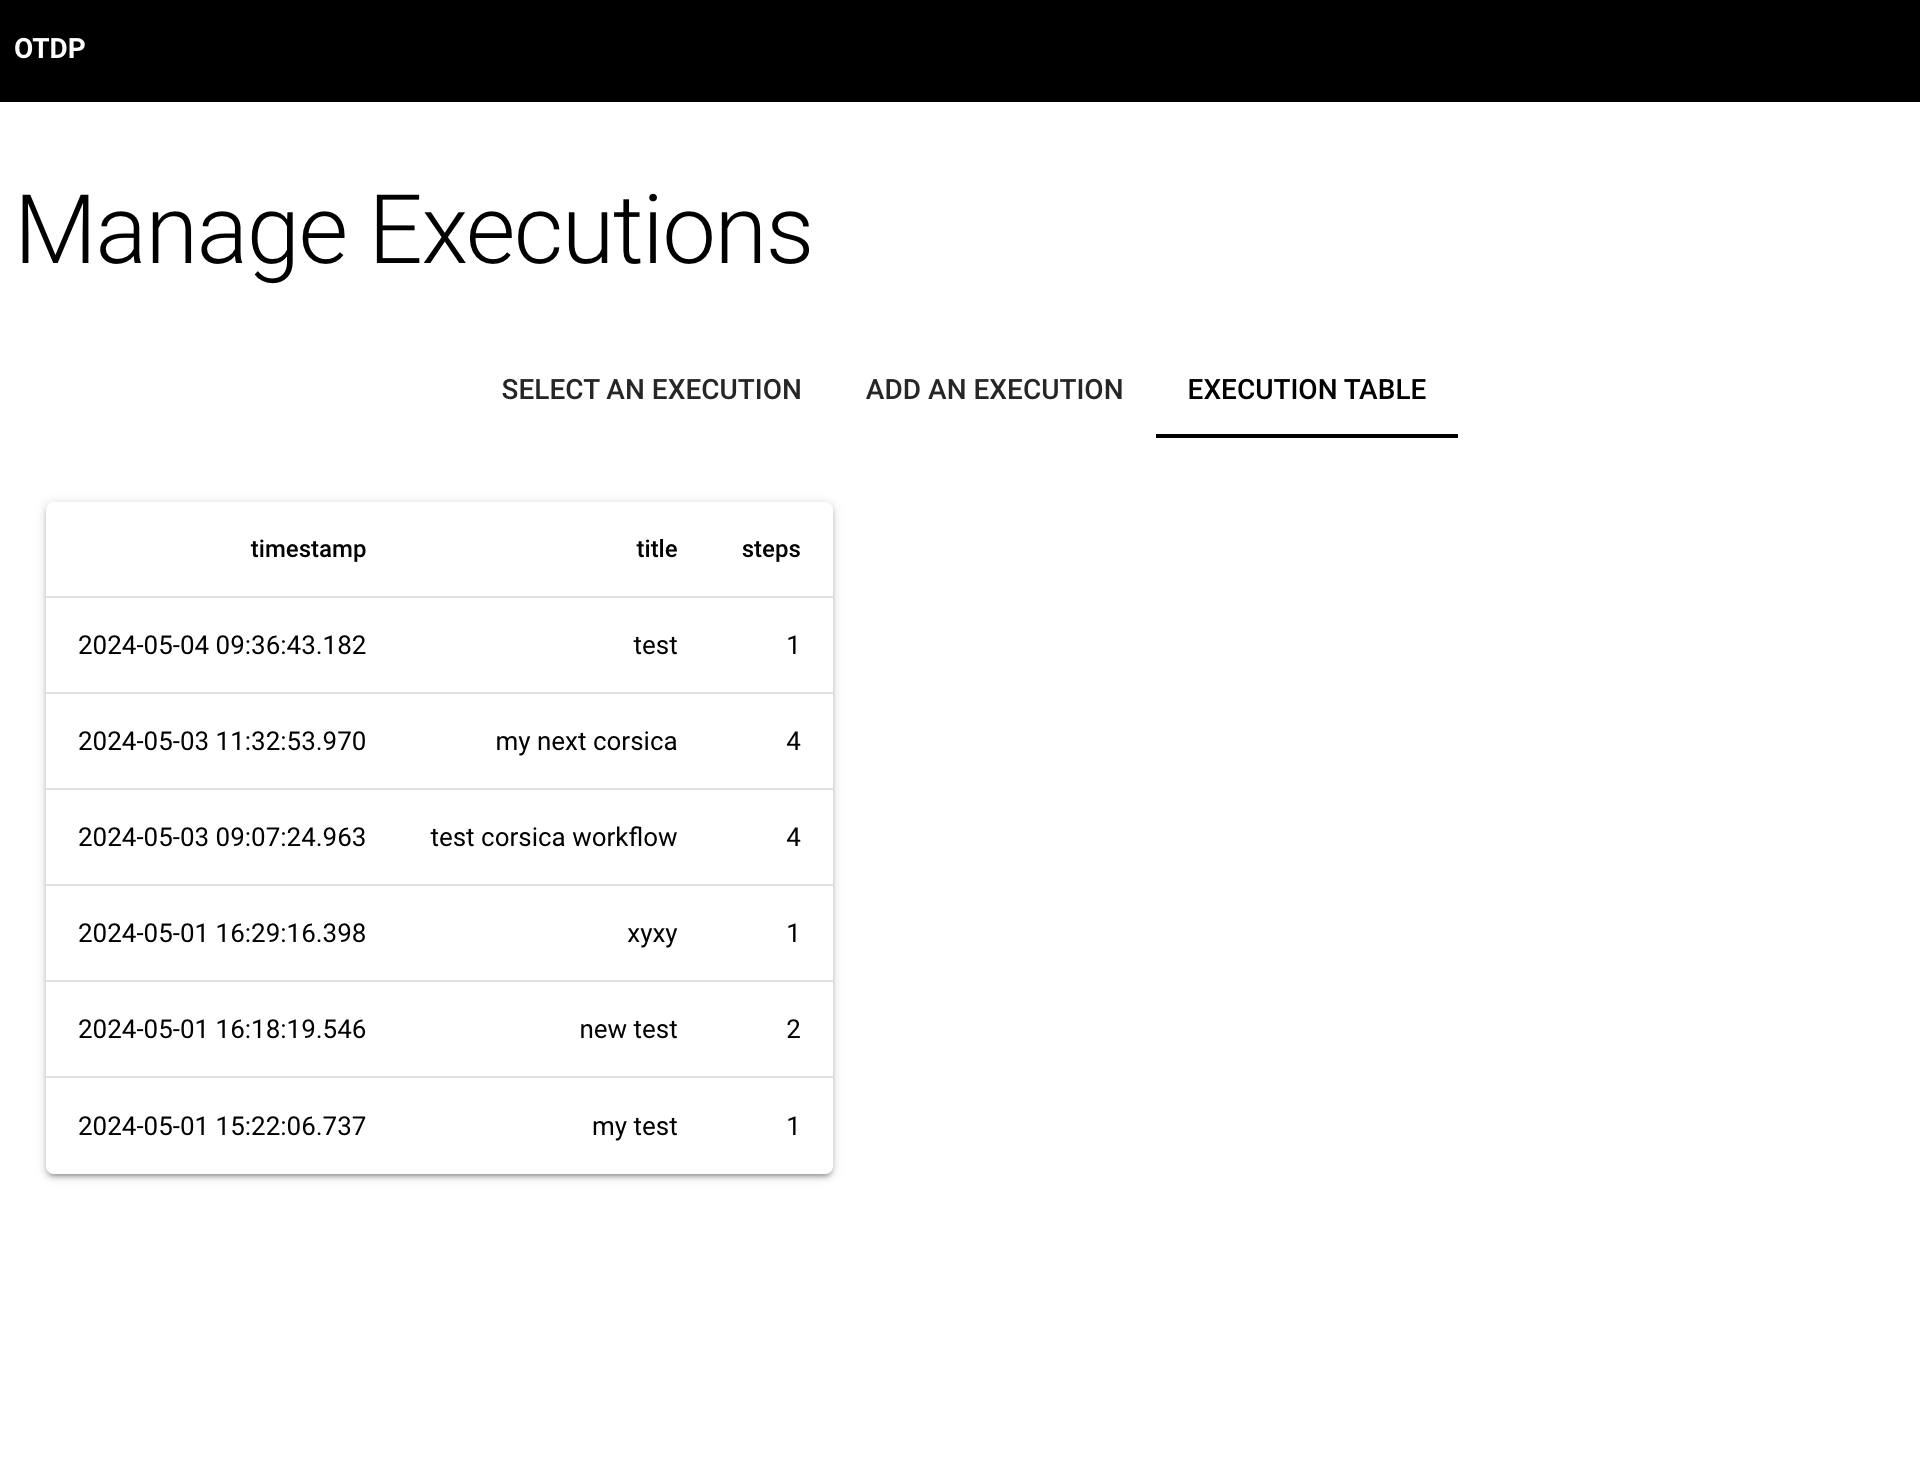 OTDP
Manage Executions
SELECT AN EXECUTION ADD AN EXECUTION EXECUTION TABLE
timestamp title steps
2024-05-04 09:36:43.182 test 1
2024-05-03 11:32:53.970 my next corsica 4
2024-05-03 09:07:24.963 test corsica workflow 4
2024-05-01 16:29:16.398 xyxy 1
2024-05-01 16:18:19.546 new test 2
2024-05-01 15:22:06.737 my test 1